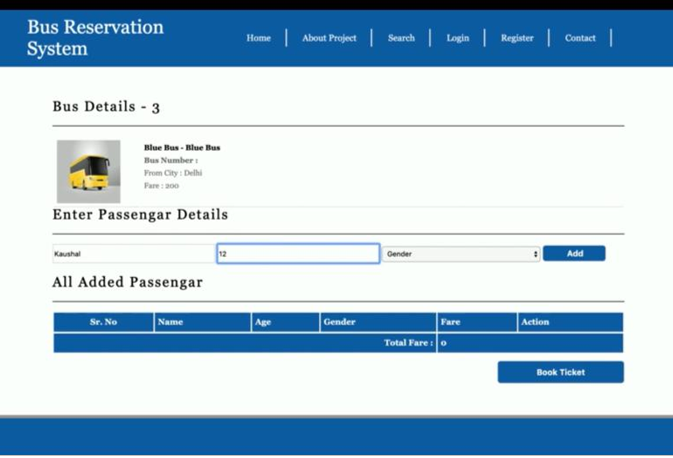 Bus Reservation
System
Home
About Project
Search
Login
Register
Contact
Bus Details - 3
Blue Bus - Blue Bus
Bus Number :
From City : Delhi
Fare : 200
Enter Passengar Details
Kaushal
12
Gender
Add
All Added Passengar
Sr. No Name Age Gender Fare Action
Total Fare : 0
Book Ticket